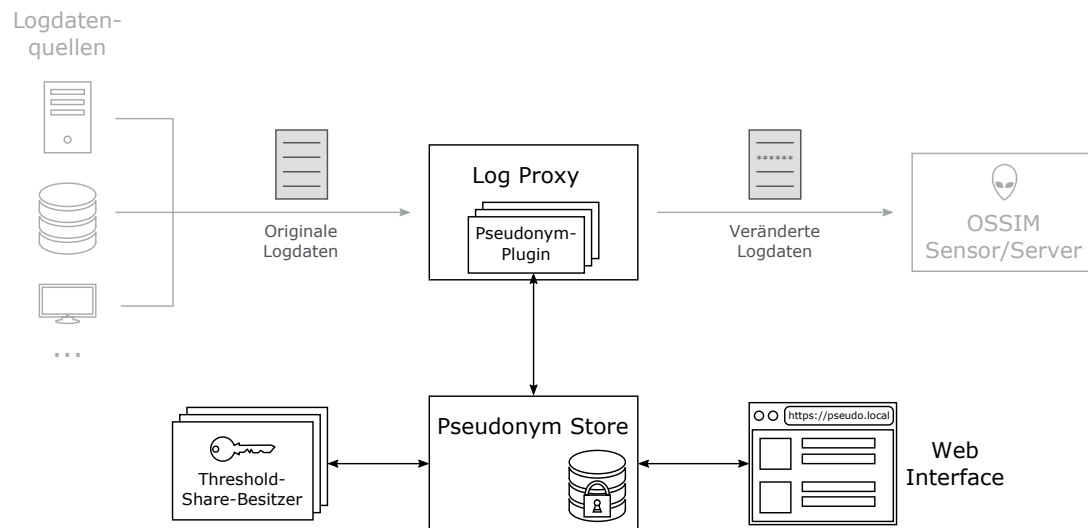 Logdaten-
quellen
...
Originale
Logdaten
Log Proxy
Pseudonym-
Plugin
******
Veränderte
Logdaten
OSSIM
Sensor/Server
Threshold-
Share-Besitzer
Pseudonym Store
https://pseudo.local
Web
Interface